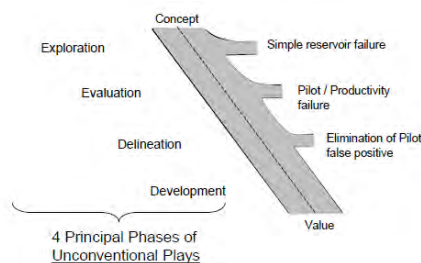 Concept
Exploration
Simple reservoir failure
Evaluation
Pilot / Productivity
failure
Delineation
Elimination of Pilot
false positive
Development
Value
4 Principal Phases of
Unconventional Plays